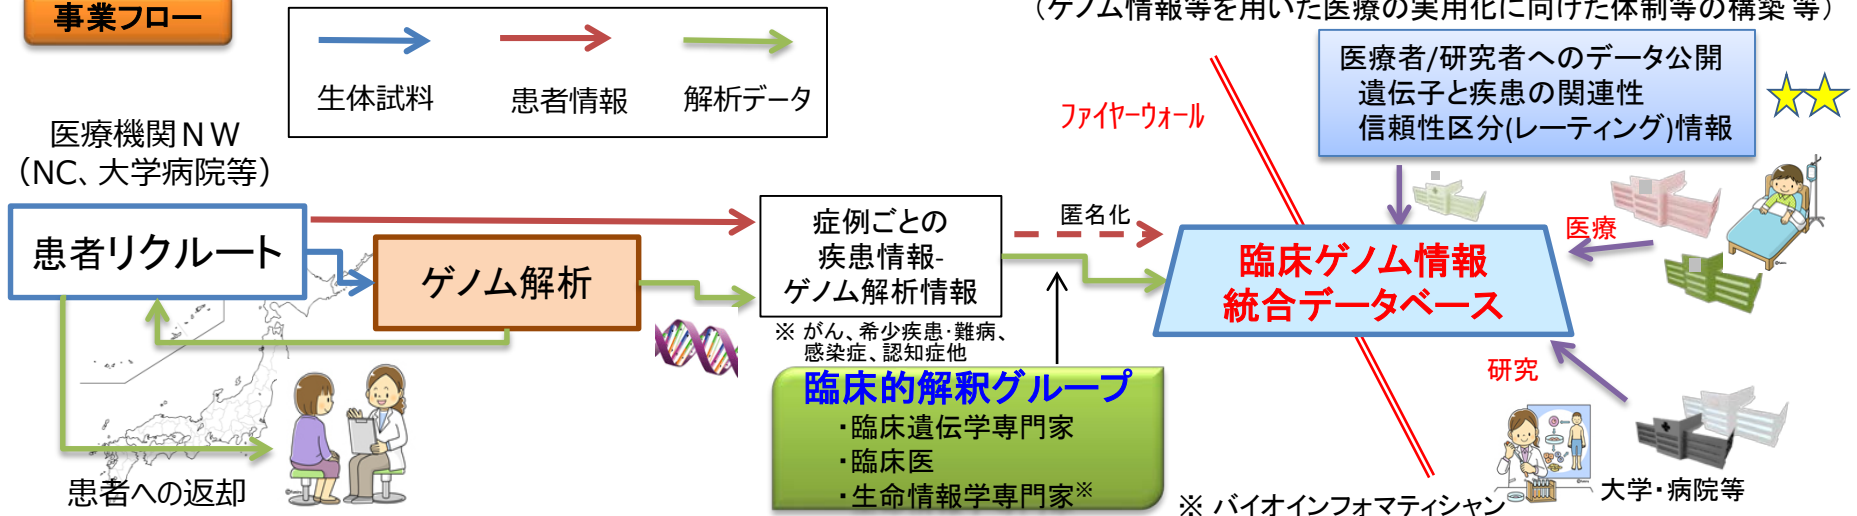 事業フロー
(ゲノム情報等を用いた医療の実用化に向けた体制等の構築 等)
生体試料
患者情報
解析データ
医療者/研究者へのデータ公開
遺伝子と疾患の関連性
信頼性区分(レーティング)情報
ファイヤーウォール
医療機関NW
(NC、大学病院等)
患者リクルート
ゲノム解析
症例ごとの
疾患情報-
ゲノム解析情報
※ がん、希少疾患・難病、
感染症、認知症他
匿名化
臨床ゲノム情報
統合データベース
医療
研究
臨床的解釈グループ
・臨床遺伝学専門家
・臨床医
・生命情報学専門家※
患者への返却
※ バイオインフォマティシャン
大学・病院等